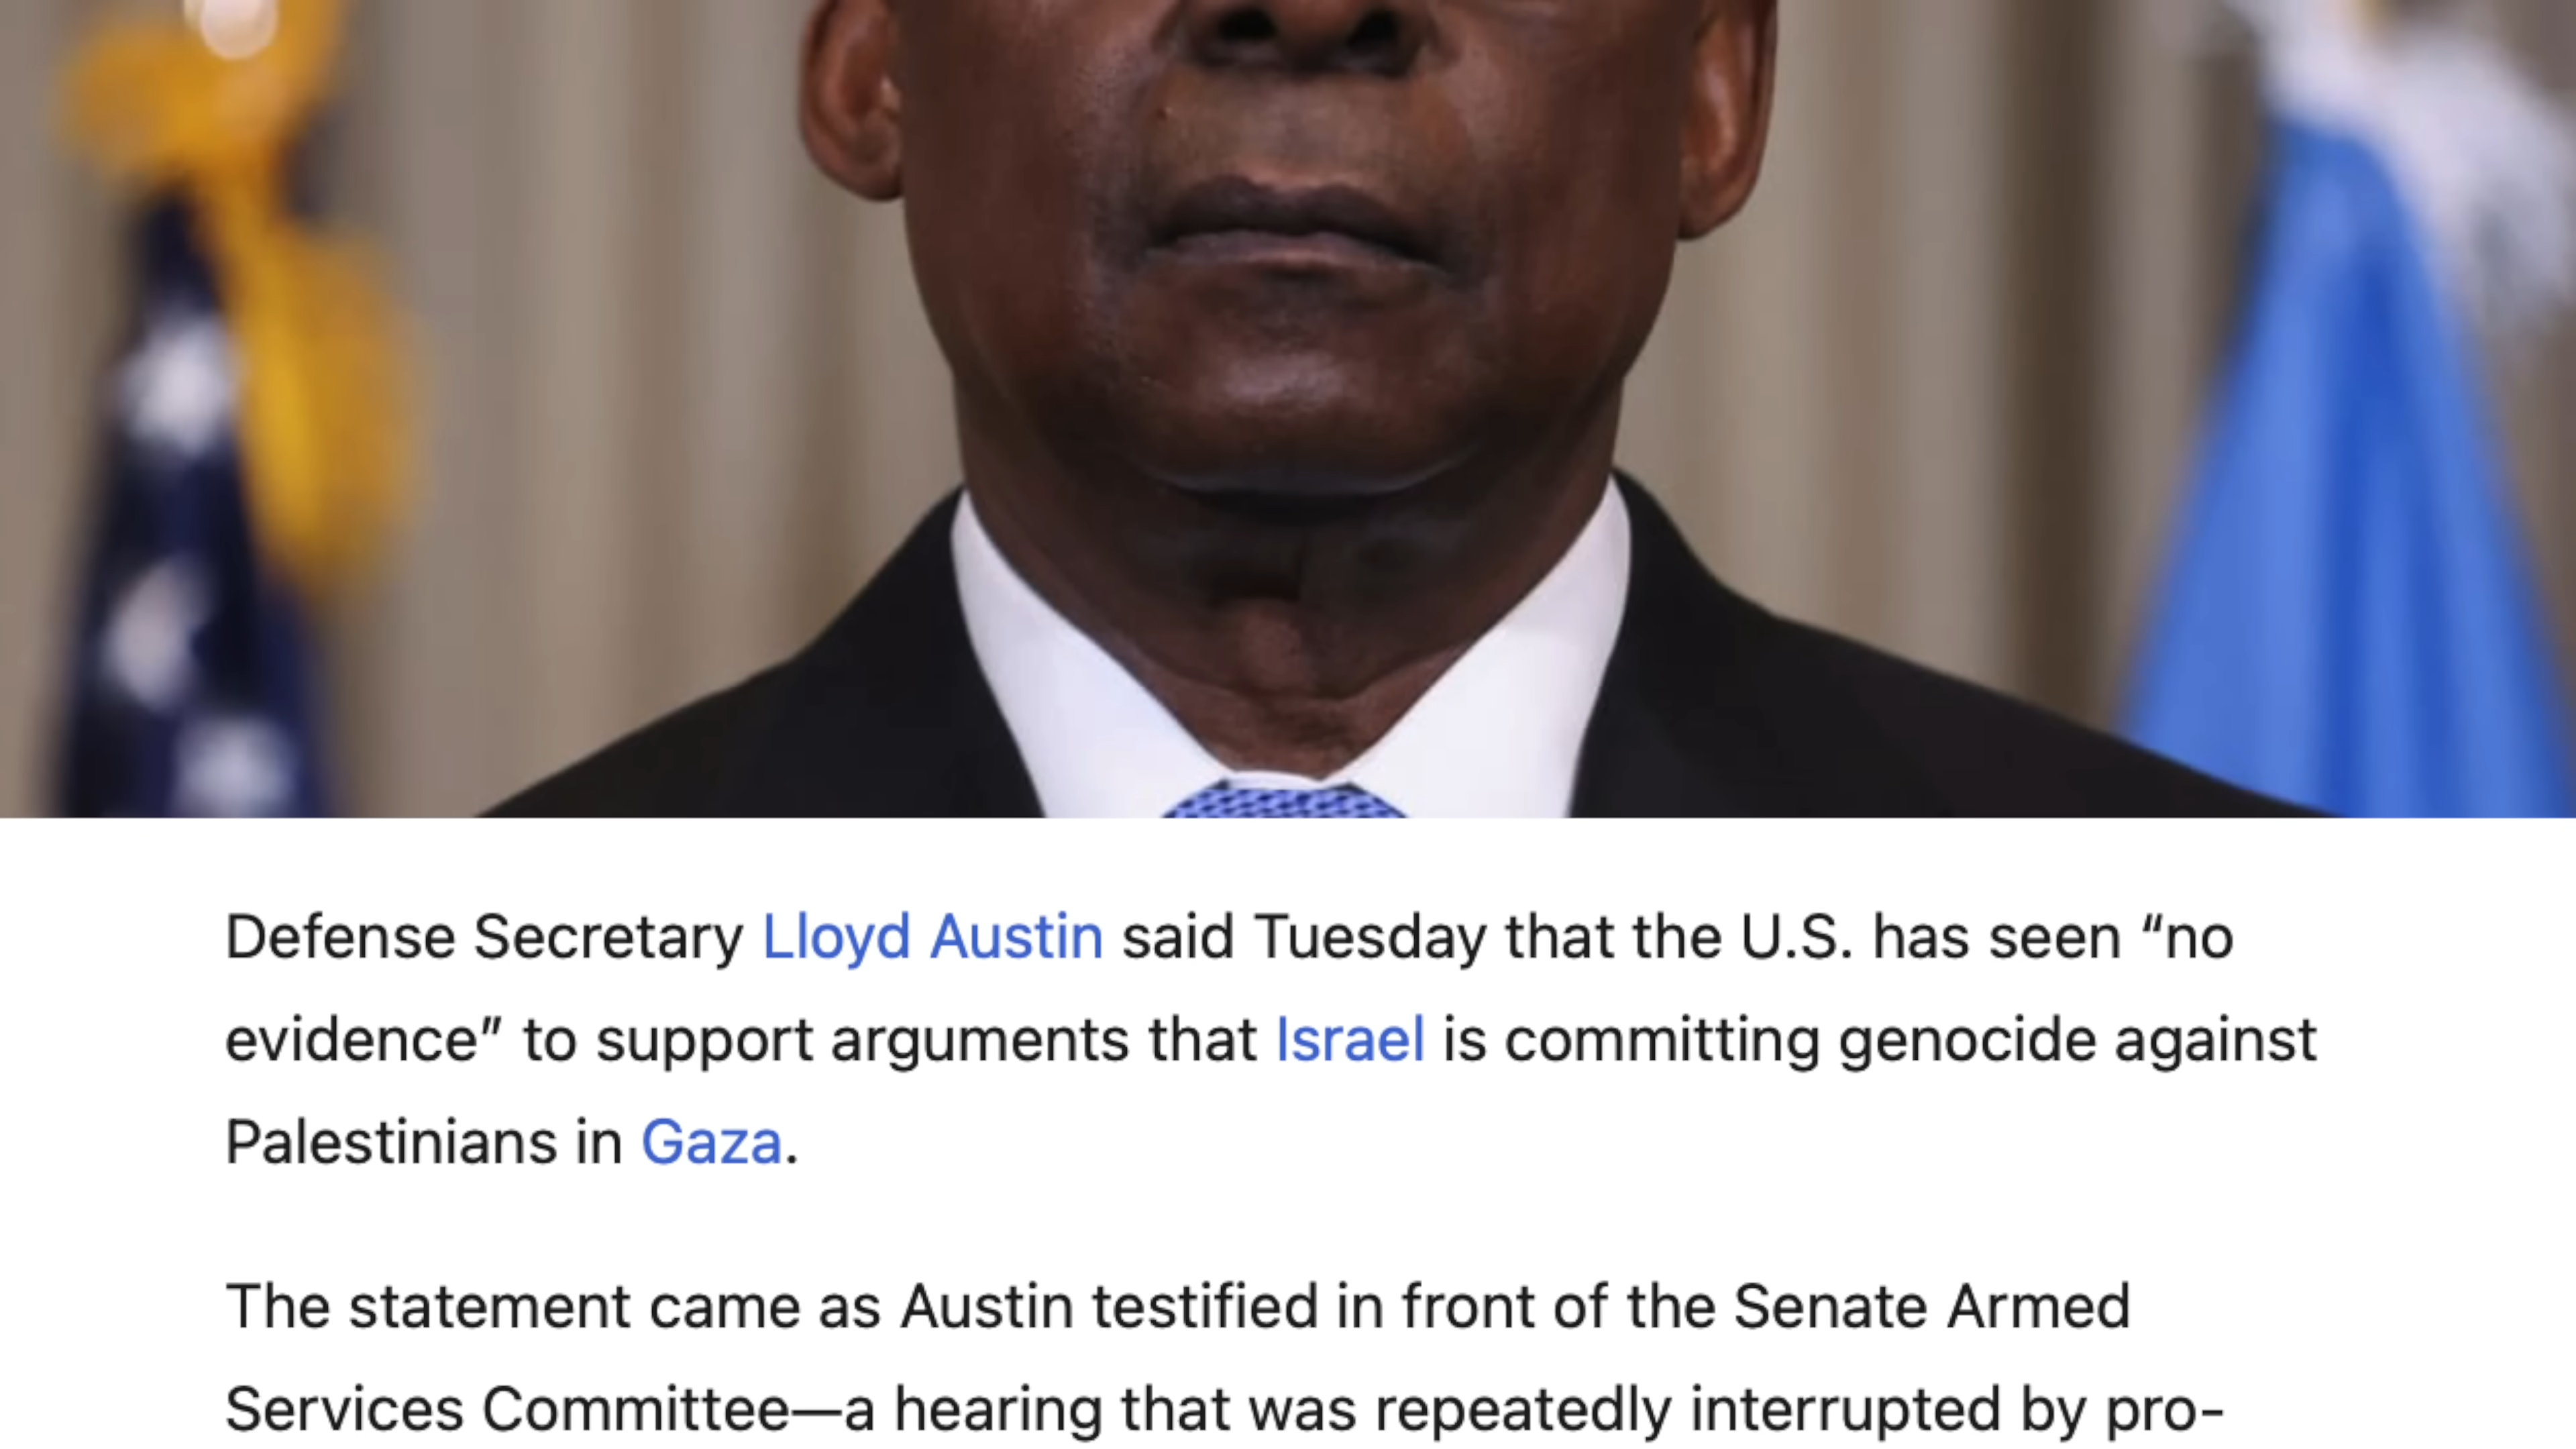 Defense Secretary Lloyd Austin said Tuesday that the U.S. has seen “no
evidence” to support arguments that Israel is committing genocide against
Palestinians in Gaza.
The statement came as Austin testified in front of the Senate Armed
Services Committee—a hearing that was repeatedly interrupted by pro-